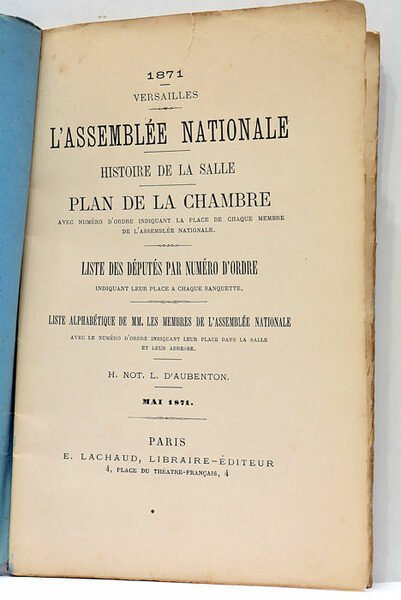 1871
VERSAILLES
L'ASSEMBLÉE NATIONALE
HISTOIRE DE LA SALLE
PLAN DE LA CHAMBRE
AVEC NUMÉRO D'ORDRE INDIQUANT LA PLACE DE CHAQUE MEMBRE
DE L'ASSEMBLÉE NATIONALE.
LISTE DES DÉPUTÉS PAR NUMÉRO D'ORDRE
INDIQUANT LEUR PLACE A CHAQUE BANQUETTE,
LISTE ALPHABÉTIQUE DE MM. LES MEMBRES DE L'ASSEMBLÉE NATIONALE
AVEC LE NUMÉRO D'ORDRE INDIQUANT LEUR PLACE DANS LA SALLE
ET LEUR ADRESSE.
H. NOT. L. D'AUBENTON.
MAI 1871.
PARIS
E. LACHAUD, LIBRAIRE-ÉDITEUR
4, PLACE DU THÉATRE-FRANÇAIS, 4